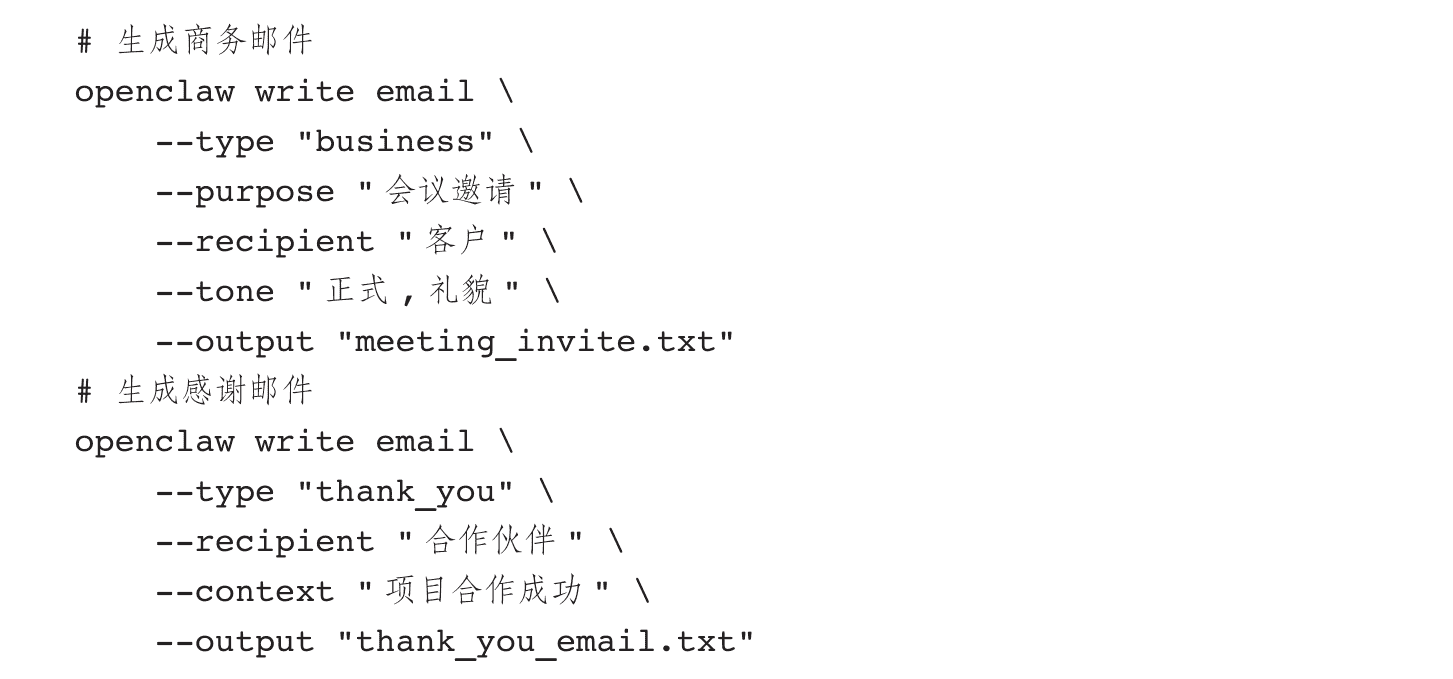 # 生成商务邮件
openclaw write email \
    --type "business" \
    --purpose "会议邀请" \
    --recipient "客户" \
    --tone "正式,礼貌" \
    --output "meeting_invite.txt"
# 生成感谢邮件
openclaw write email \
    --type "thank_you" \
    --recipient "合作伙伴" \
    --context "项目合作成功" \
    --output "thank_you_email.txt"